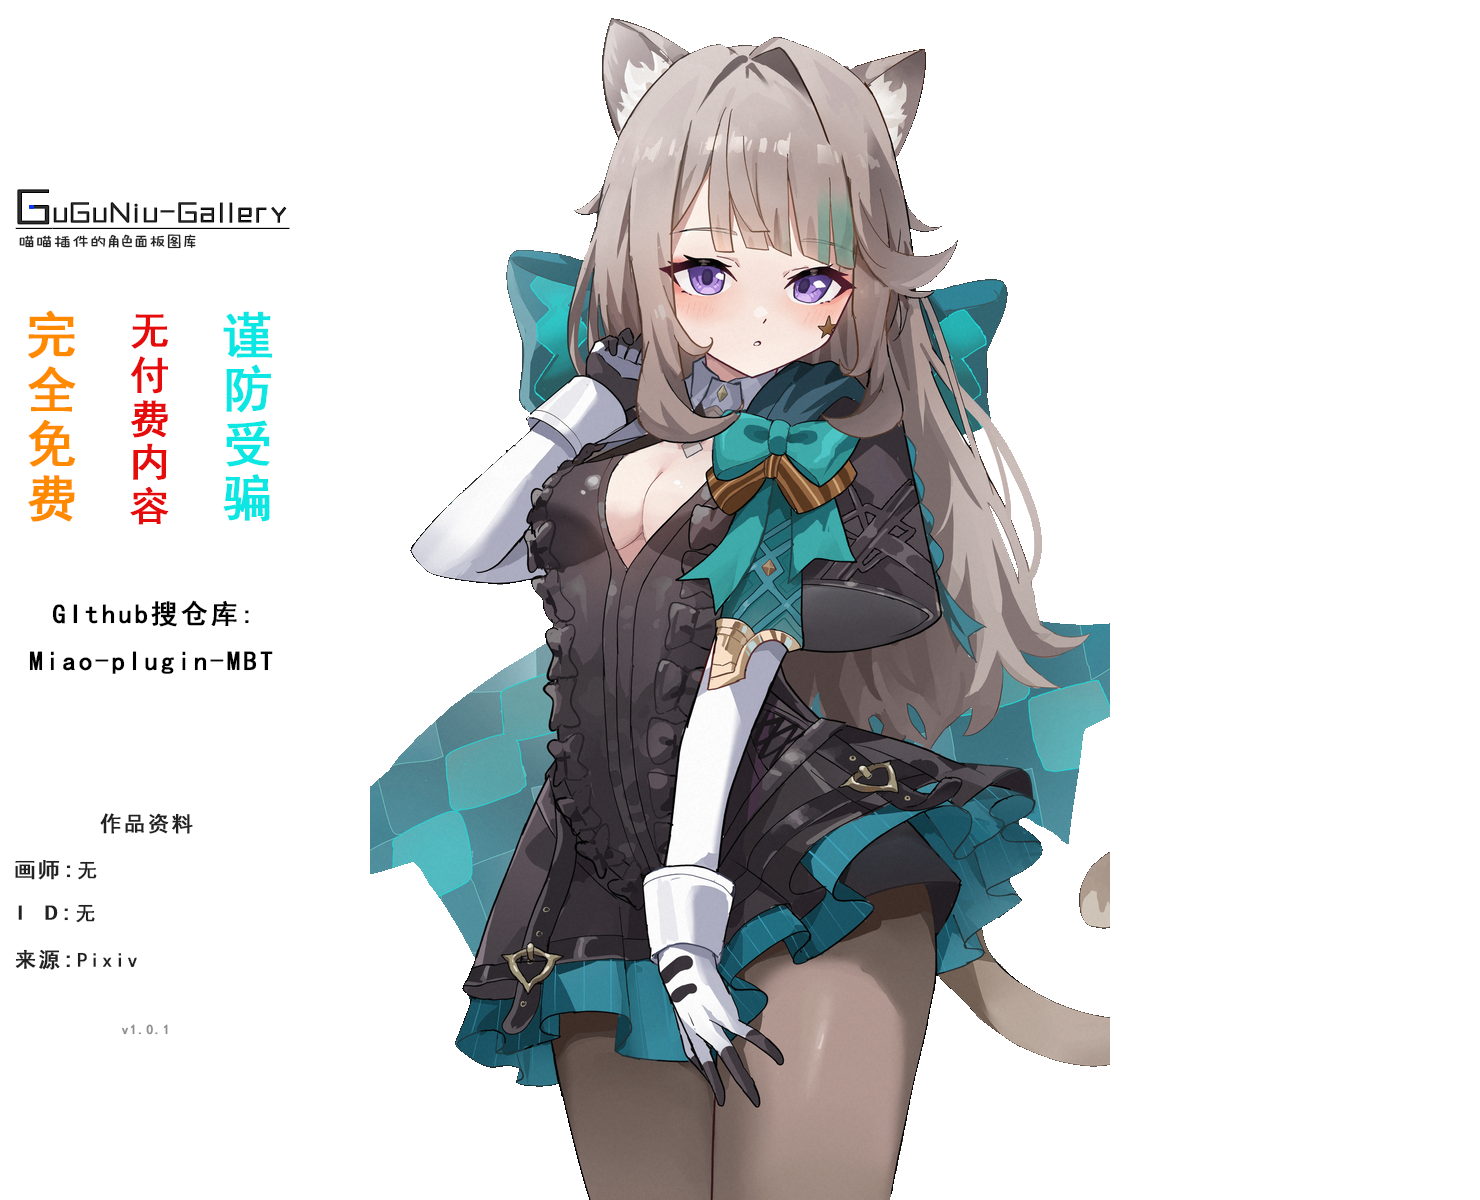 GuGuNiu-Gallery
喵喵插件的角色面板图库
完全免费
无付费内容
谨防受骗
GIthub搜仓库:
Miao-plugin-MBT
作品资料
画师:无
I D:无
来源:Pixiv
v1.0.1